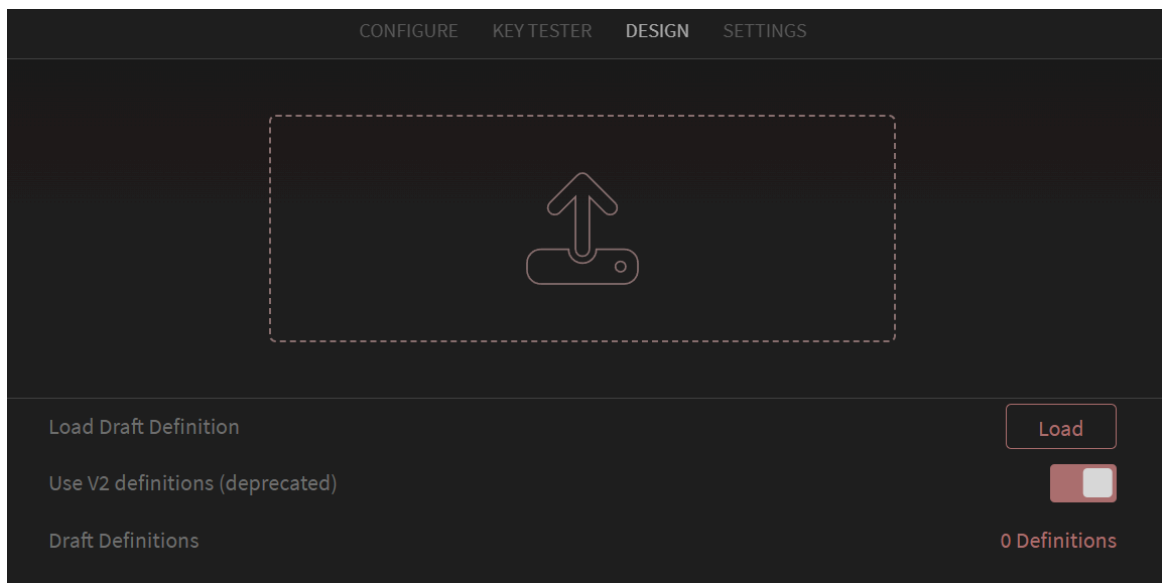 CONFIGURE KEY TESTER DESIGN SETTINGS
Load Draft Definition Load
Use V2 definitions (deprecated)
Draft Definitions 0 Definitions